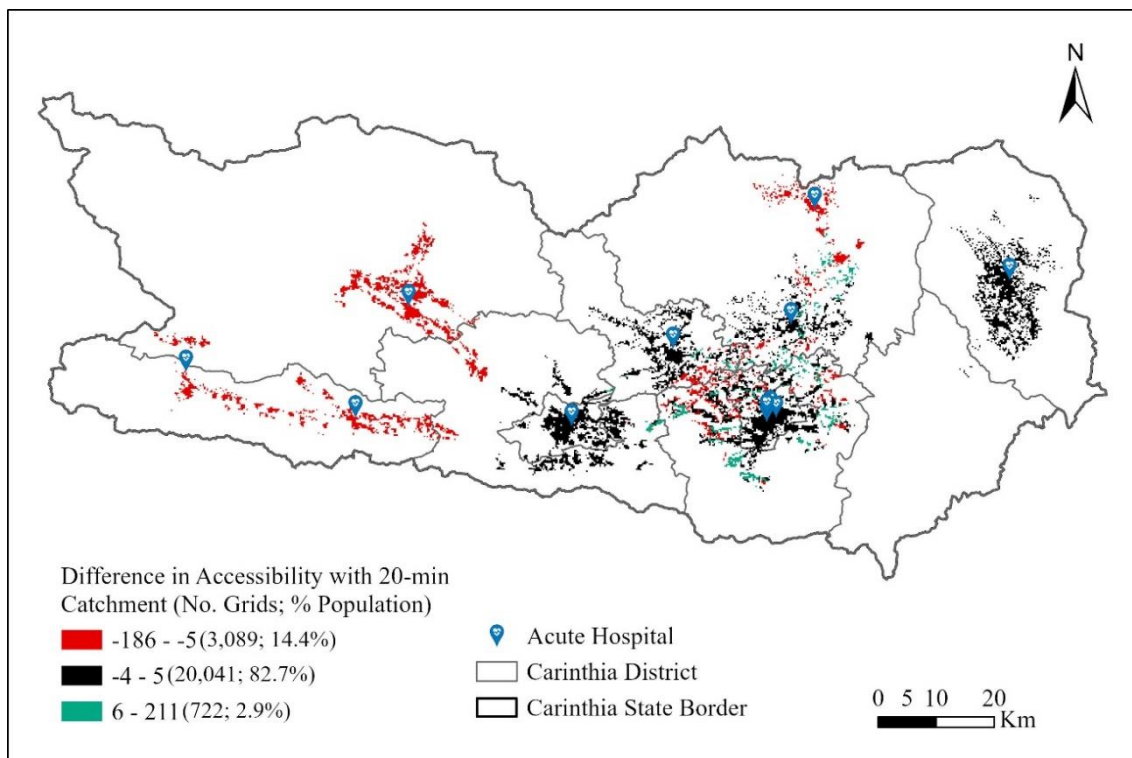 N
Difference in Accessibility with 20-min
Catchment (No. Grids; % Population)
-186 - -5 (3,089; 14.4%)
-4 - 5 (20,041; 82.7%)
6 - 211 (722; 2.9%)
Acute Hospital
Carinthia District
Carinthia State Border
0 5 10 20
Km